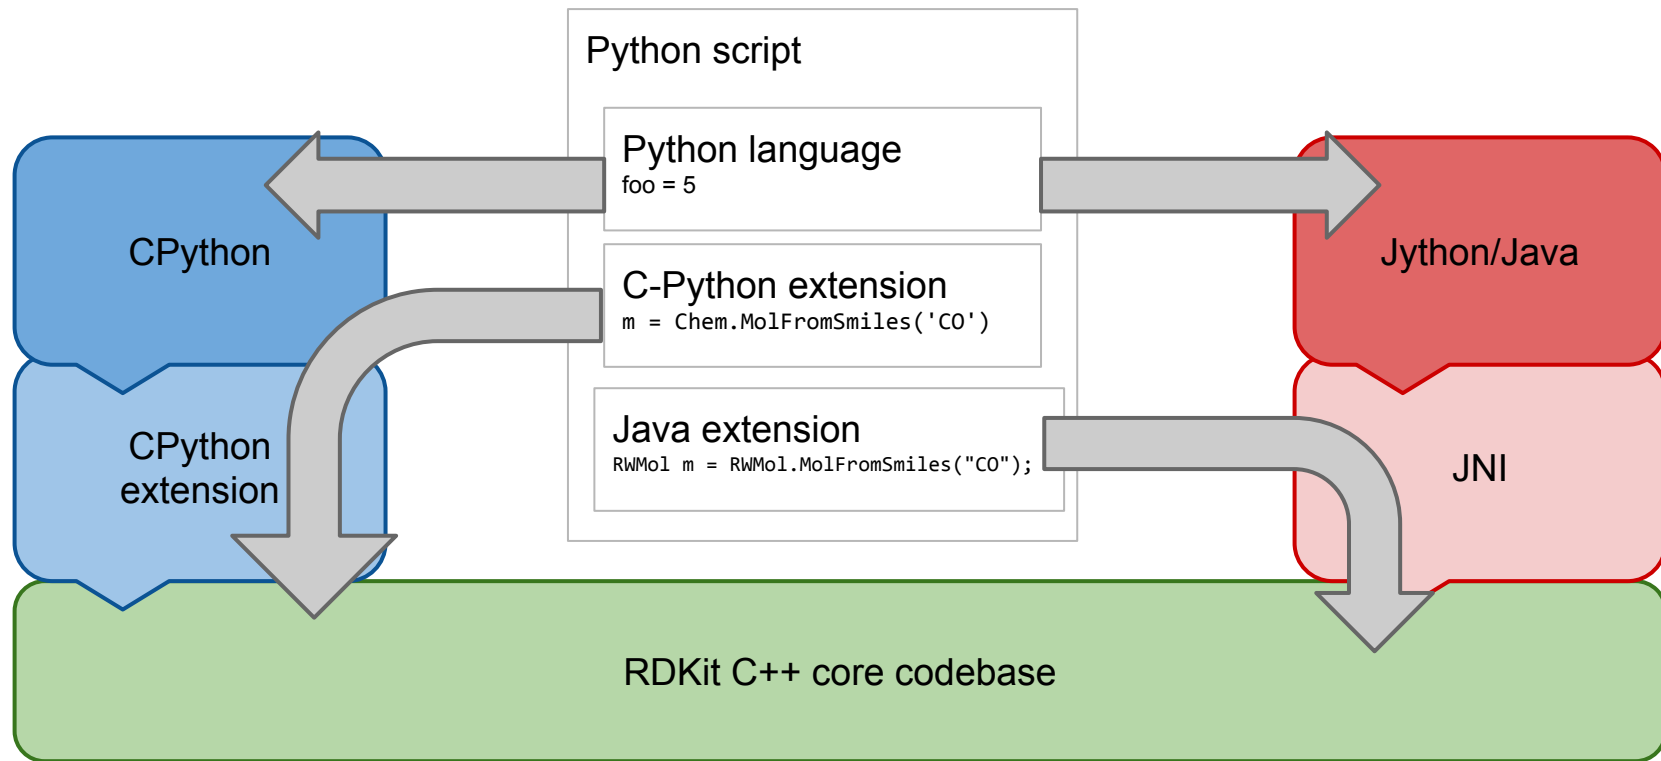 Python script
Python language
foo = 5
CPython
Jython/Java
C-Python extension
m = Chem.MolFromSmiles('CO')
Java extension
RWMol m = RWMol.MolFromSmiles("CO");
CPython
extension
JNI
RDKit C++ core codebase